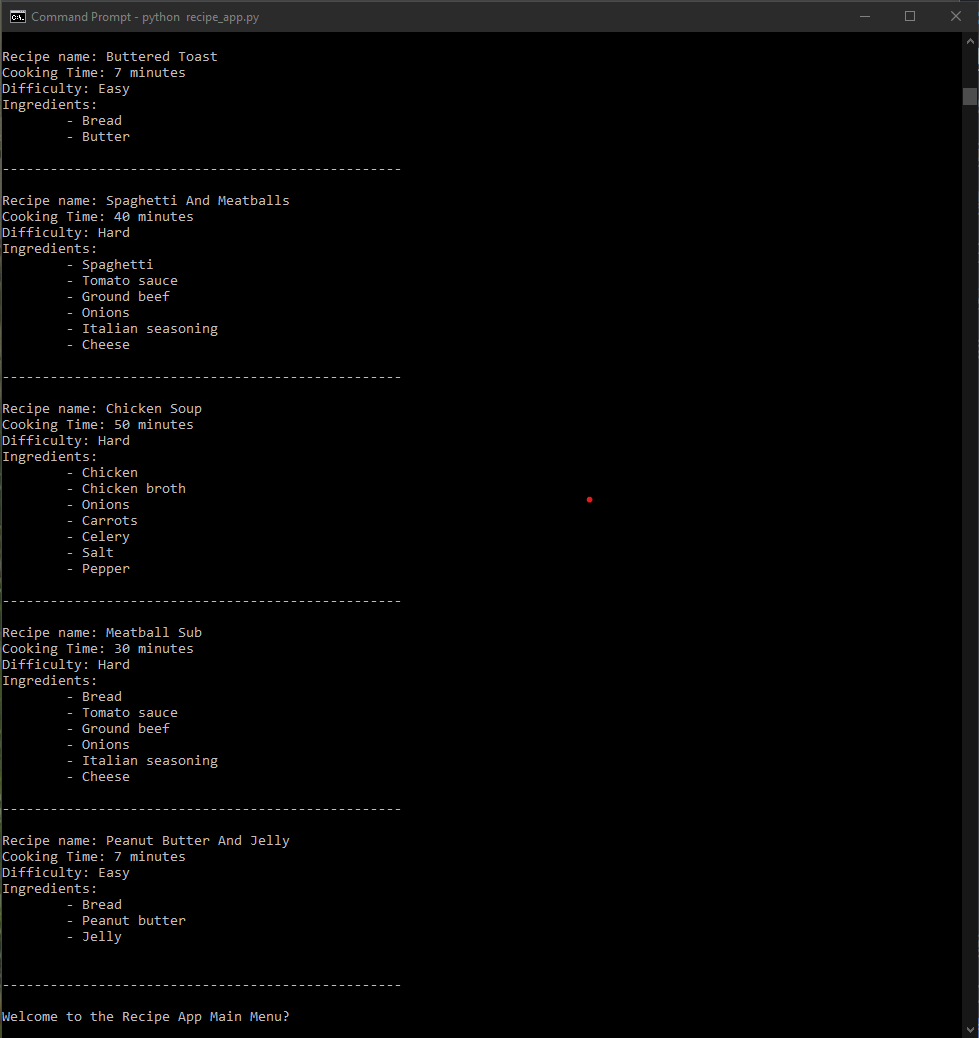 Command Prompt - python recipe_app.py
Recipe name: Buttered Toast
Cooking Time: 7 minutes
Difficulty: Easy
Ingredients:
- Bread
- Butter
--------------------------------------------------
Recipe name: Spaghetti And Meatballs
Cooking Time: 40 minutes
Difficulty: Hard
Ingredients:
- Spaghetti
- Tomato sauce
- Ground beef
- Onions
- Italian seasoning
- Cheese
--------------------------------------------------
Recipe name: Chicken Soup
Cooking Time: 50 minutes
Difficulty: Hard
Ingredients:
- Chicken
- Chicken broth
- Onions
- Carrots
- Celery
- Salt
- Pepper
--------------------------------------------------
Recipe name: Meatball Sub
Cooking Time: 30 minutes
Difficulty: Hard
Ingredients:
- Bread
- Tomato sauce
- Ground beef
- Onions
- Italian seasoning
- Cheese
--------------------------------------------------
Recipe name: Peanut Butter And Jelly
Cooking Time: 7 minutes
Difficulty: Easy
Ingredients:
- Bread
- Peanut butter
- Jelly
--------------------------------------------------
Welcome to the Recipe App Main Menu?